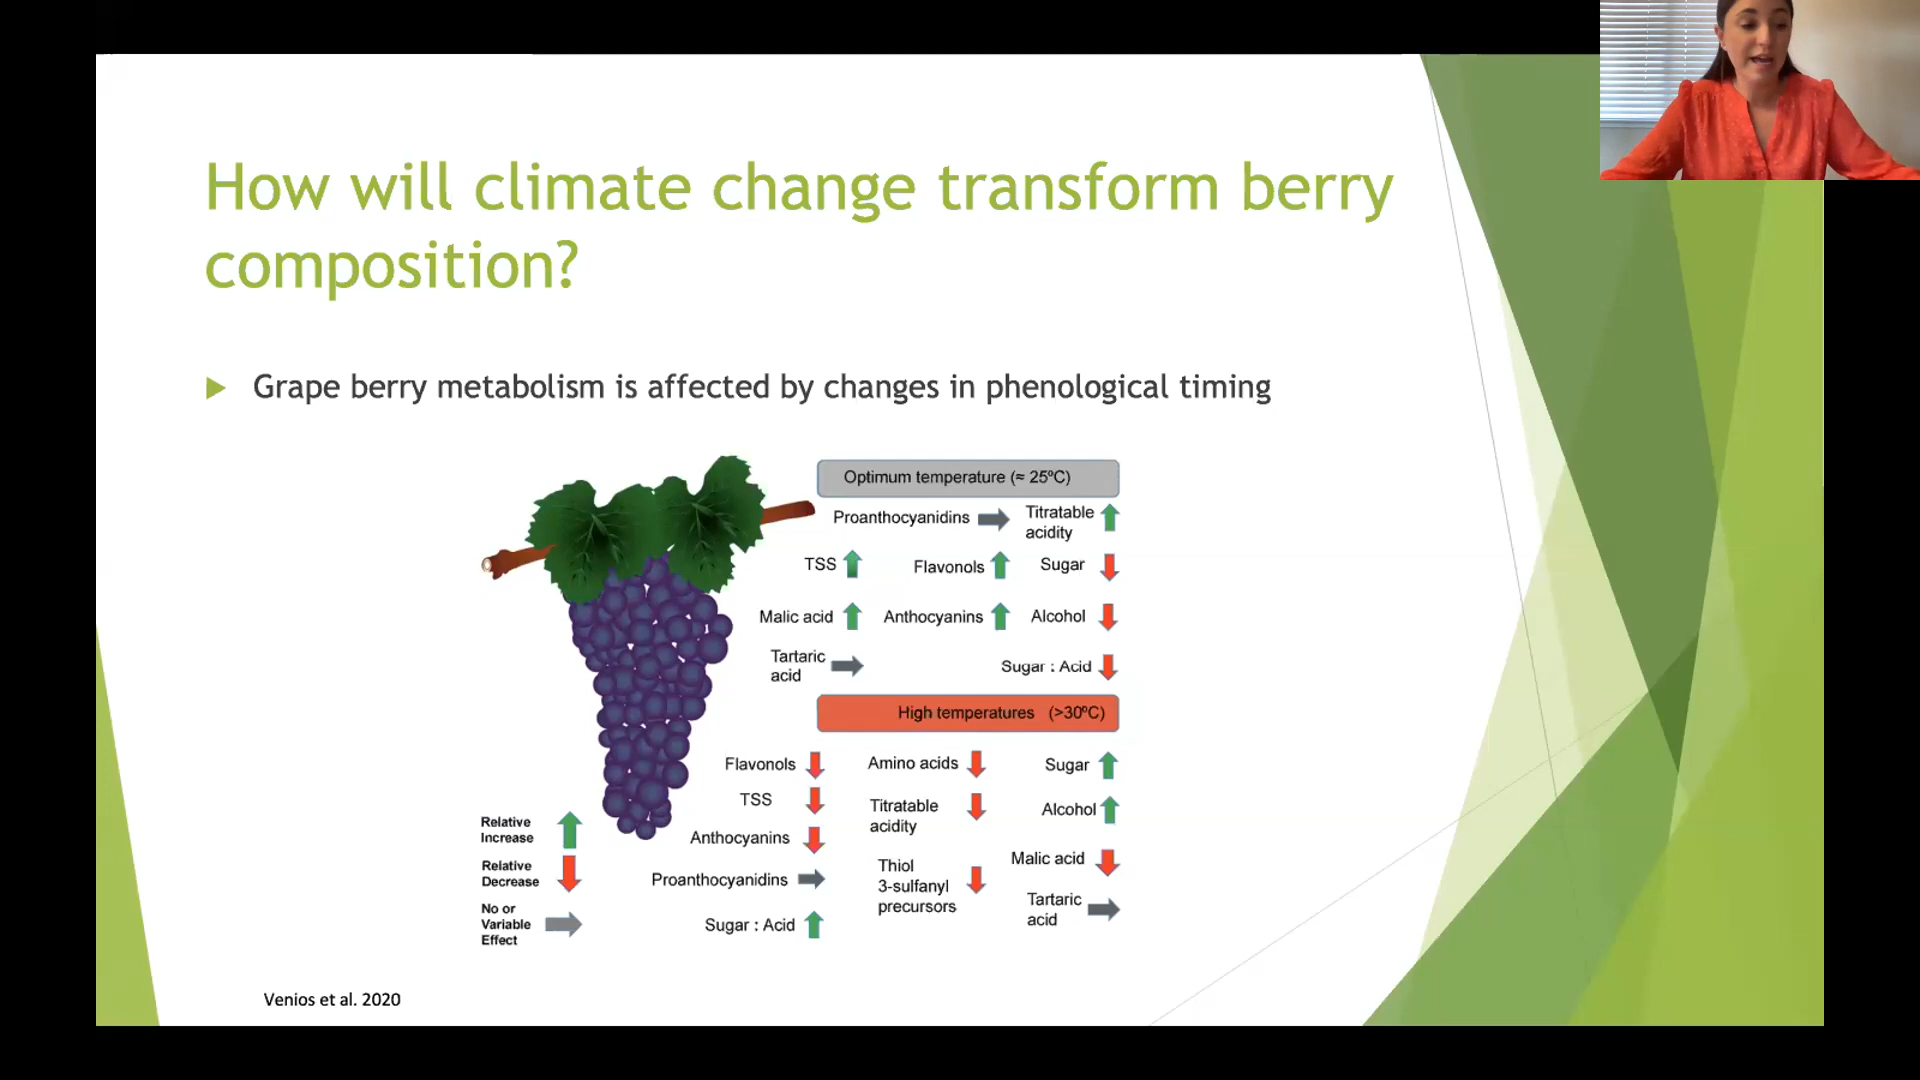 How will climate change transform berry
composition?
Grape berry metabolism is affected by changes in phenological timing
Optimum temperature (≈ 25ºC)
Proanthocyanidins
Titratable
acidity
TSS
Flavonols
Sugar
Malic acid
Anthocyanins
Alcohol
Tartaric
acid
Sugar : Acid
High temperatures (>30ºC)
Flavonols
Amino acids
Sugar
TSS
Titratable
acidity
Alcohol
Anthocyanins
Malic acid
Thiol
3-sulfanyl
precursors
Proanthocyanidins
Tartaric
acid
Sugar : Acid
Relative
Increase
Relative
Decrease
No or
Variable
Effect
Venios et al. 2020